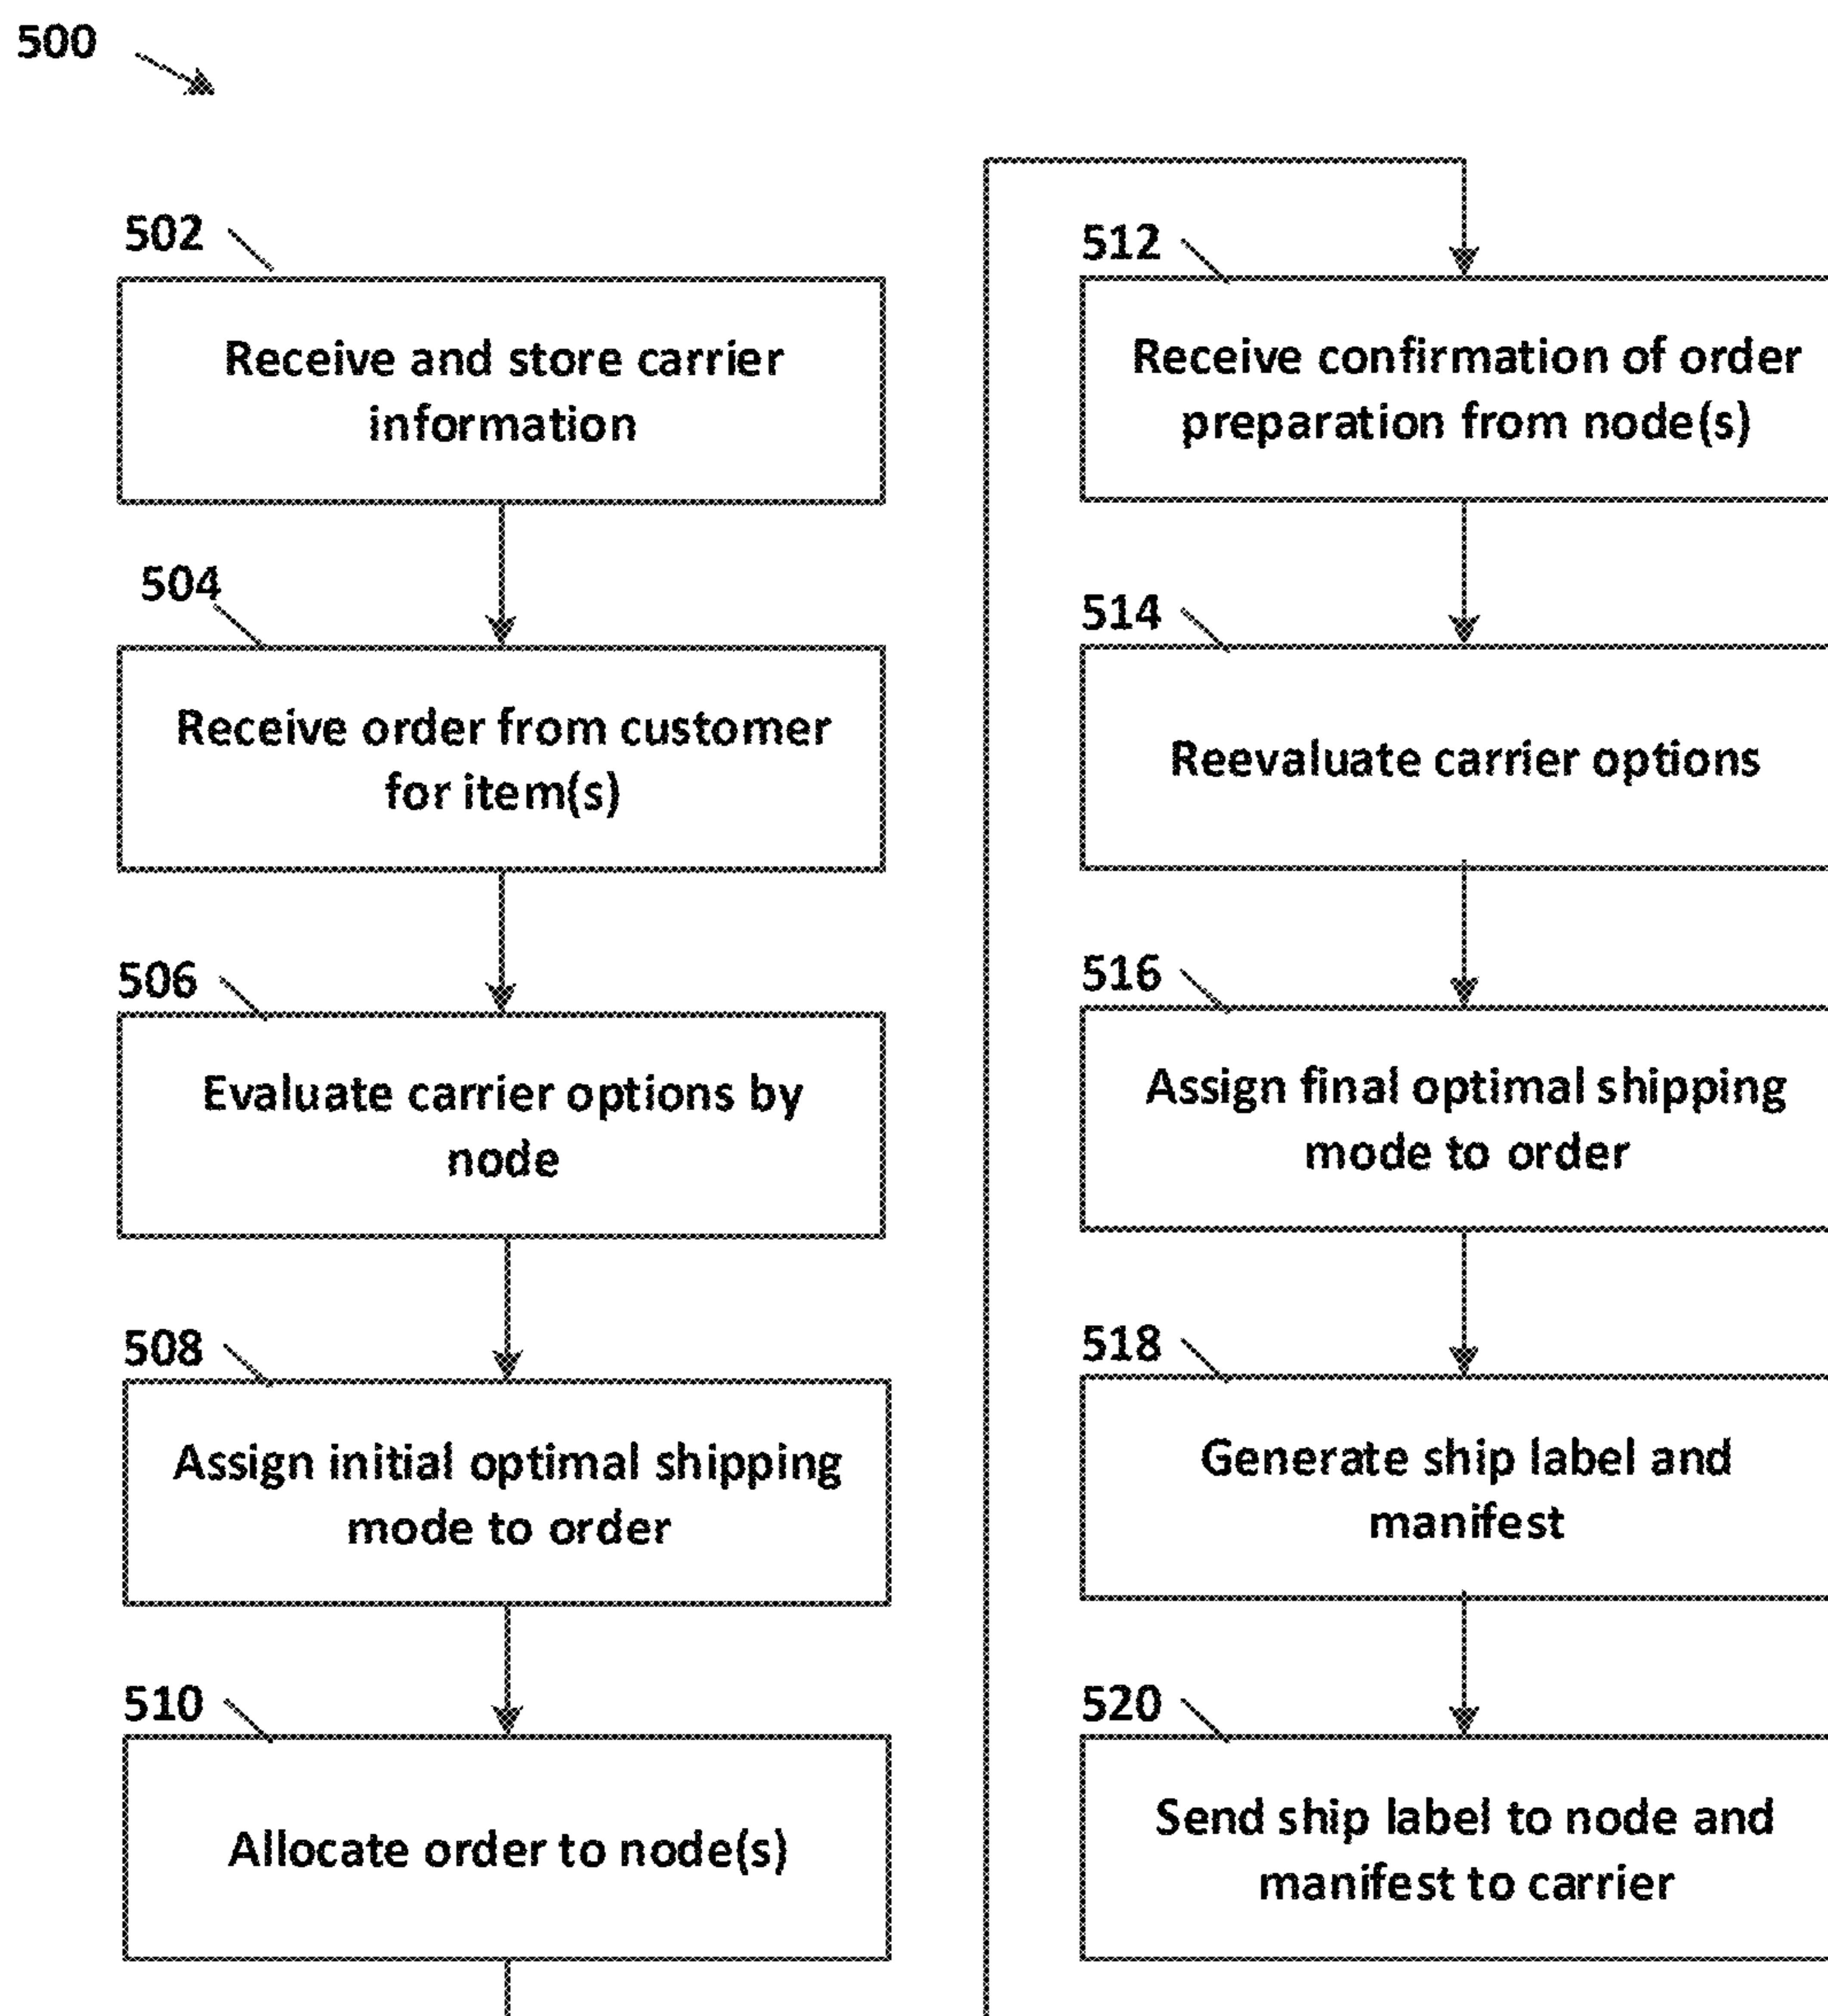 500
502
Receive and store carrier
information
504
Receive order from customer
for item(s)
506
Evaluate carrier options by
node
508
Assign initial optimal shipping
mode to order
510
Allocate order to node(s)
512
Receive confirmation of order
preparation from node(s)
514
Reevaluate carrier options
516
Assign final optimal shipping
mode to order
518
Generate ship label and
manifest
520
Send ship label to node and
manifest to carrier